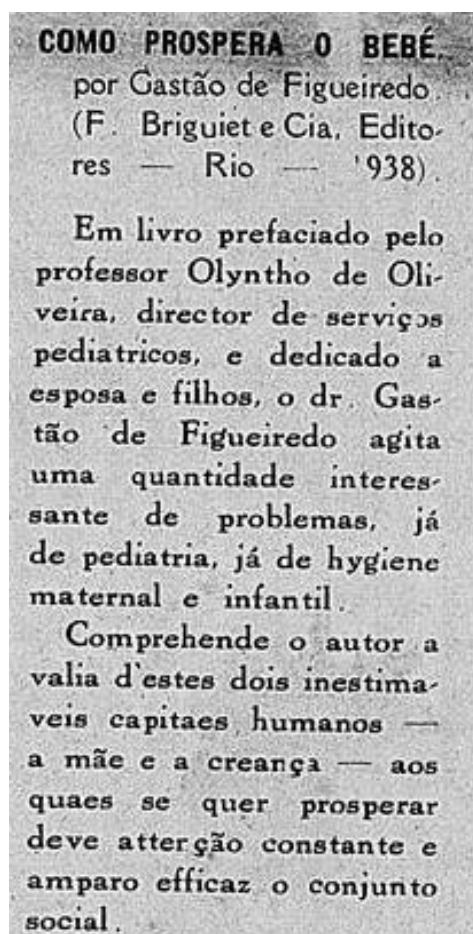 COMO PROSPERA O BEBÉ,
por Gastão de Figueiredo.
(F. Briguiet e Cia, Edito-
res — Rio — '938).
Em livro prefaciado pelo
professor Olyntho de Oli-
veira, director de serviços
pediatricos, e dedicado a
esposa e filhos, o dr. Gas-
tão de Figueiredo agita
uma quantidade interes-
sante de problemas, já
de pediatria, já de hygiene
maternal e infantil.
Comprehende o autor a
valia d'estes dois inestima-
veis capitaes humanos —
a mãe e a creança — aos
quaes se quer prosperar
deve atterção constante e
amparo efficaz o conjunto
social.